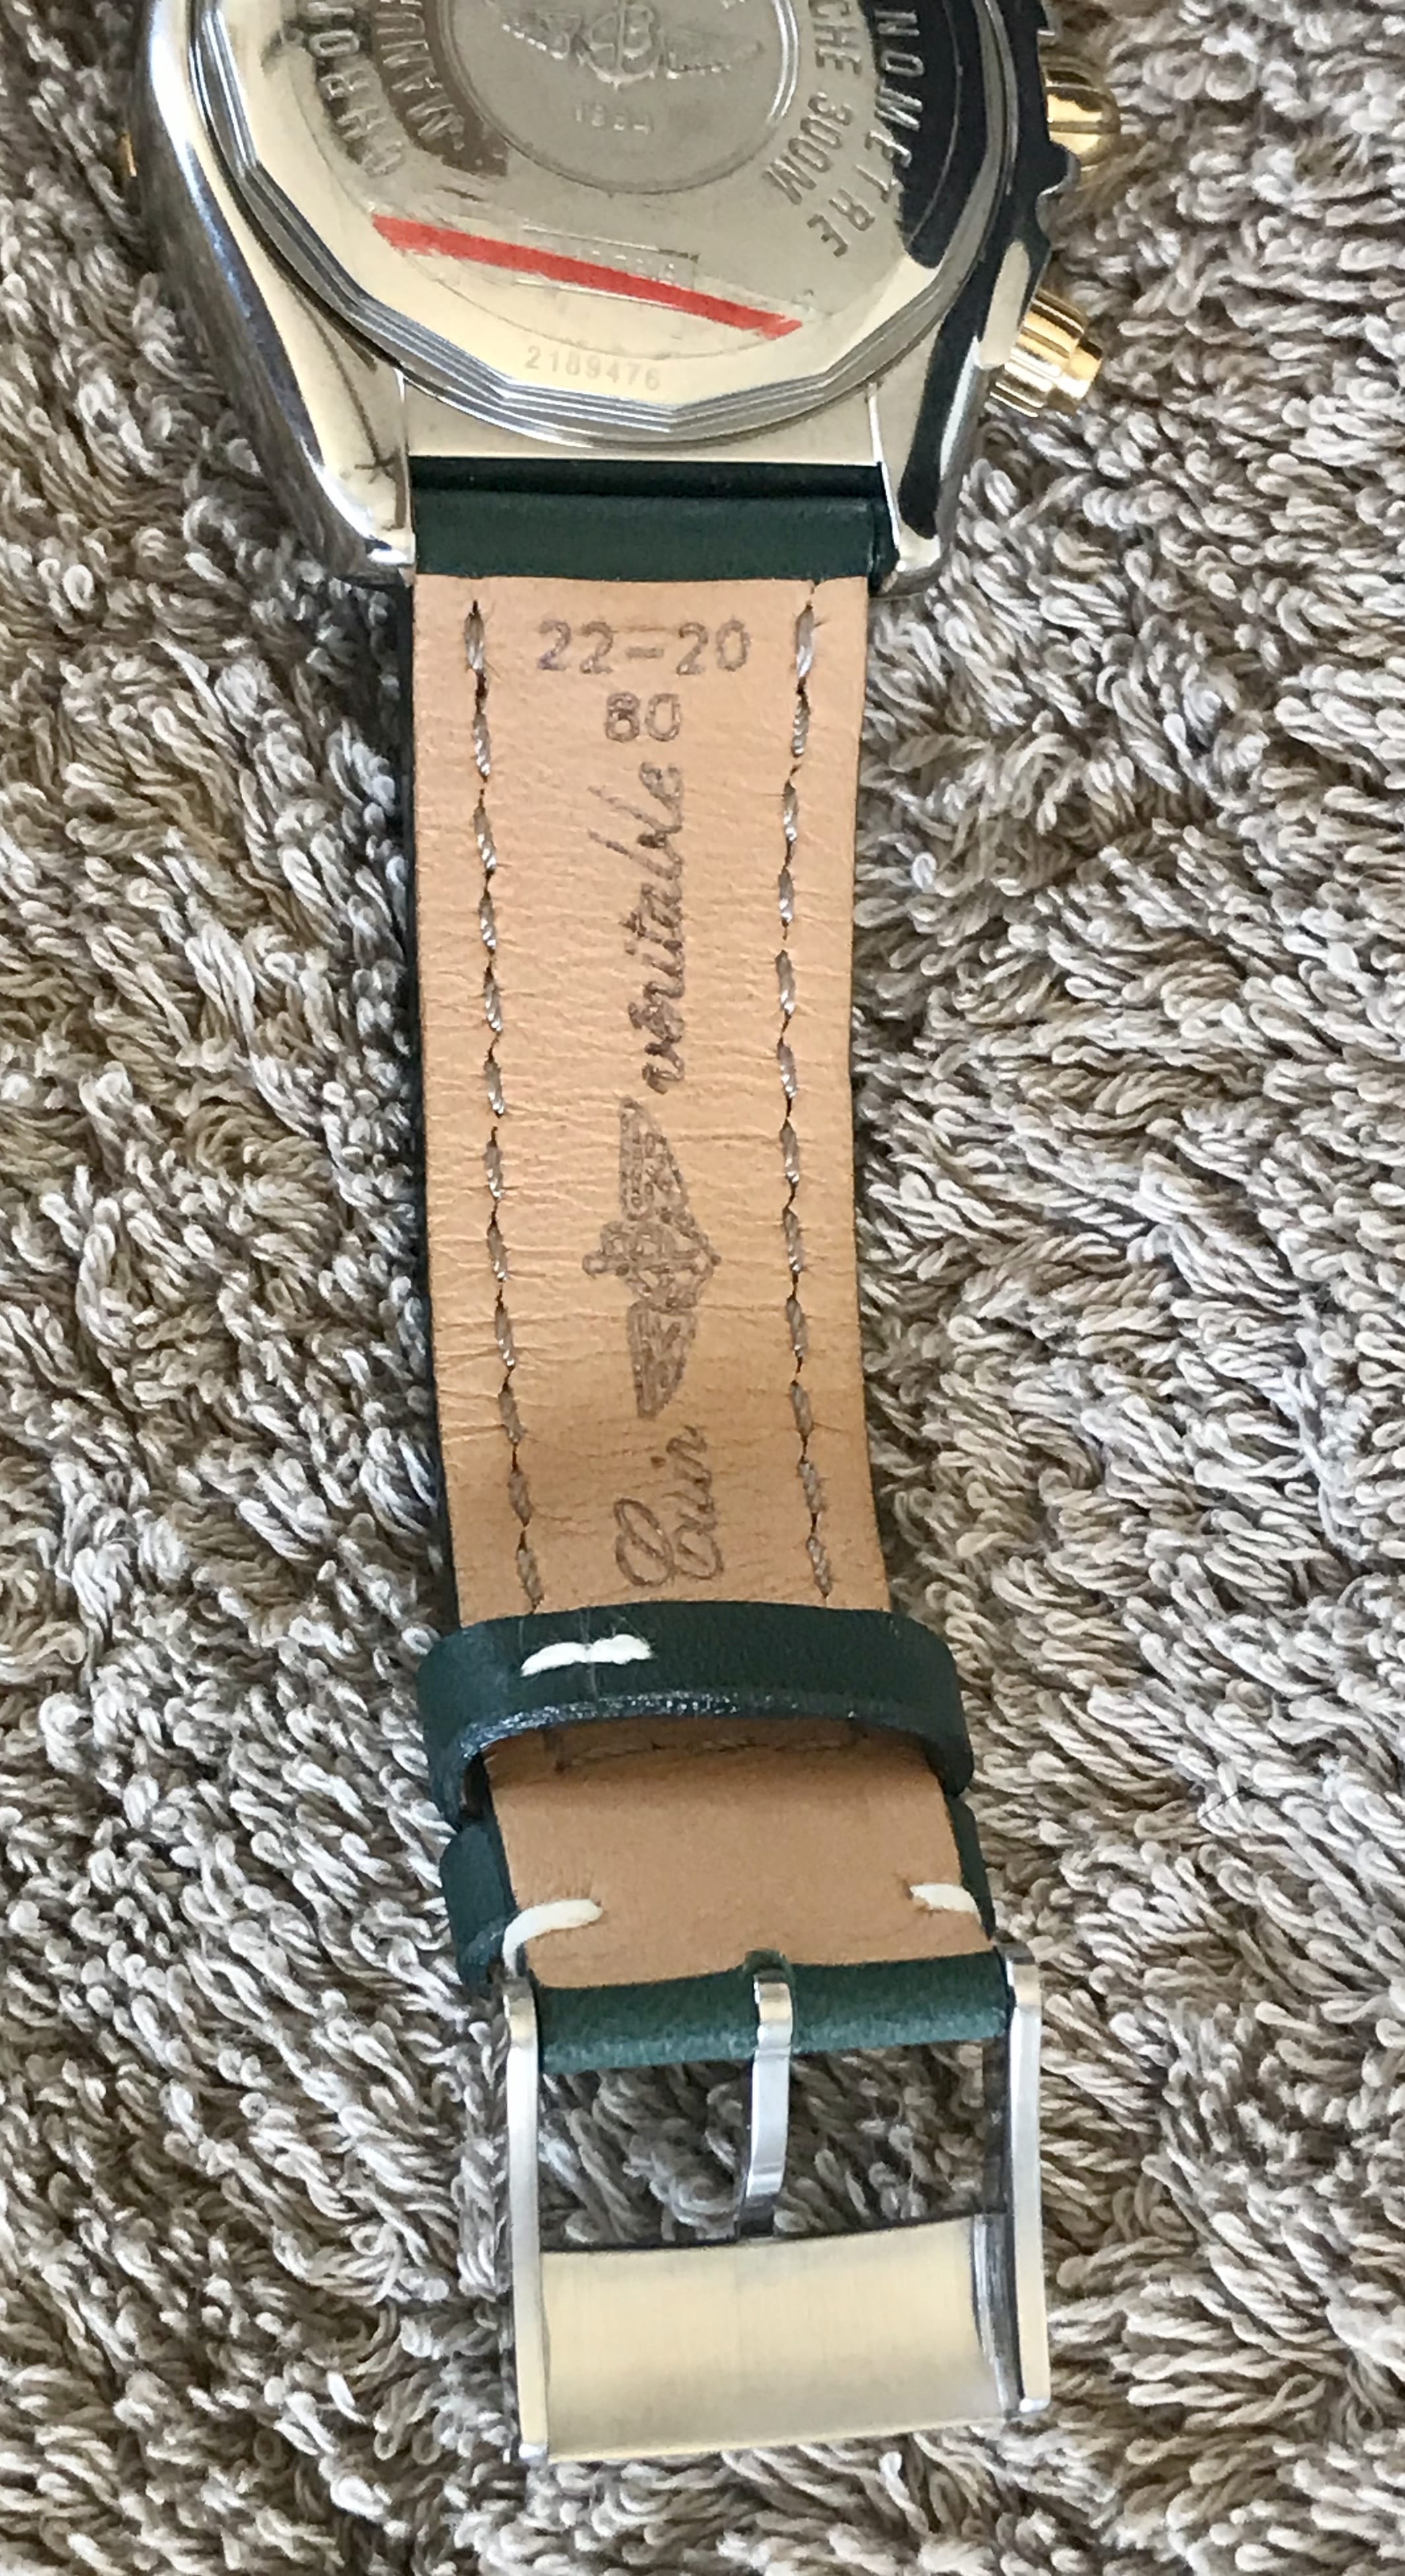 1884
CHE 300M
NOMETRE
2189476
22-20
80
Cuir véritable